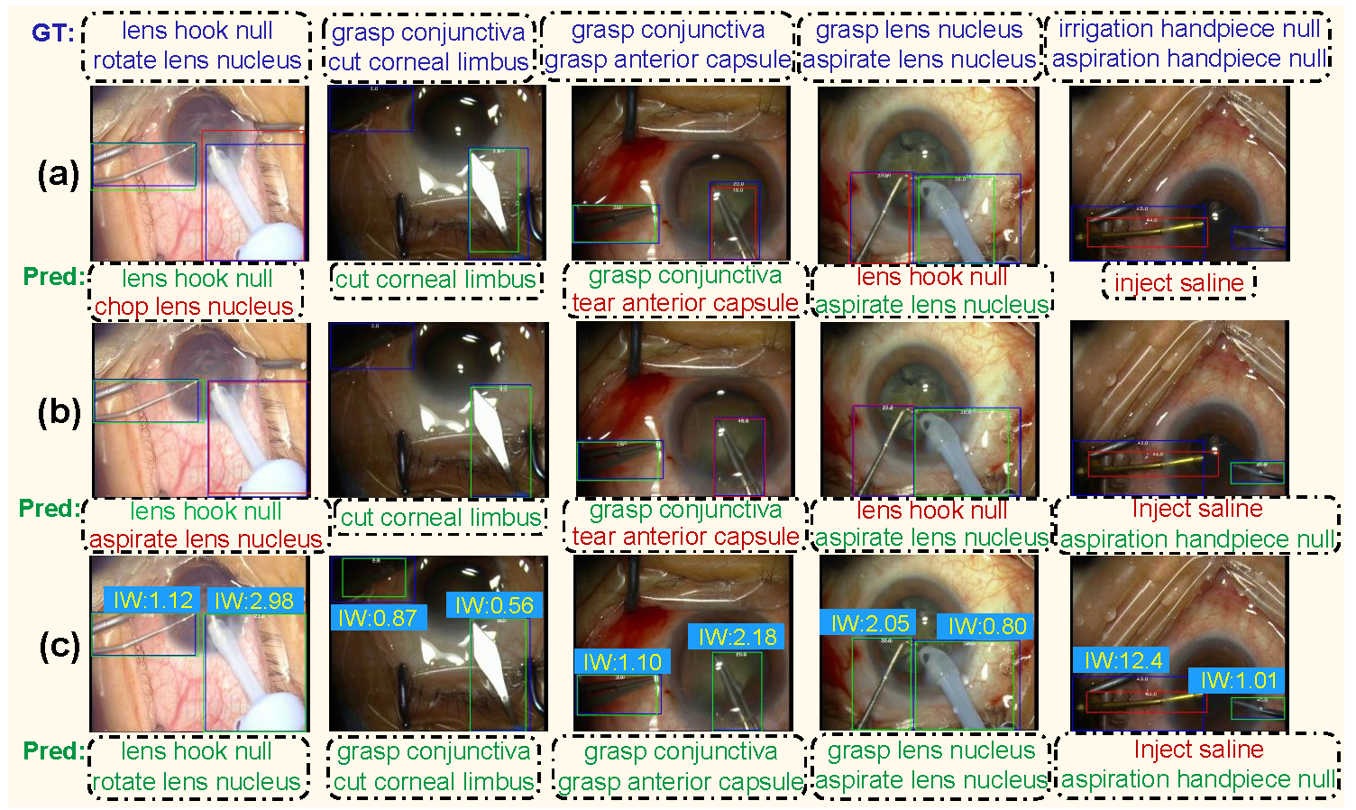 GT:
lens hook null
rotate lens nucleus
grasp conjunctiva
cut corneal limbus
grasp conjunctiva
grasp anterior capsule
grasp lens nucleus
aspirate lens nucleus
irrigation handpiece null
aspiration handpiece null
(a)
Pred:
lens hook null
chop lens nucleus
cut corneal limbus
grasp conjunctiva
tear anterior capsule
lens hook null
aspirate lens nucleus
inject saline
(b)
Pred:
lens hook null
aspirate lens nucleus
cut corneal limbus
grasp conjunctiva
tear anterior capsule
lens hook null
aspirate lens nucleus
Inject saline
aspiration handpiece null
(c)
IW:1.12
IW:2.98
IW:0.87
IW:0.56
IW:1.10
IW:2.18
IW:2.05
IW:0.80
IW:12.4
IW:1.01
Pred:
lens hook null
rotate lens nucleus
grasp conjunctiva
cut corneal limbus
grasp conjunctiva
grasp anterior capsule
grasp lens nucleus
aspirate lens nucleus
Inject saline
aspiration handpiece null